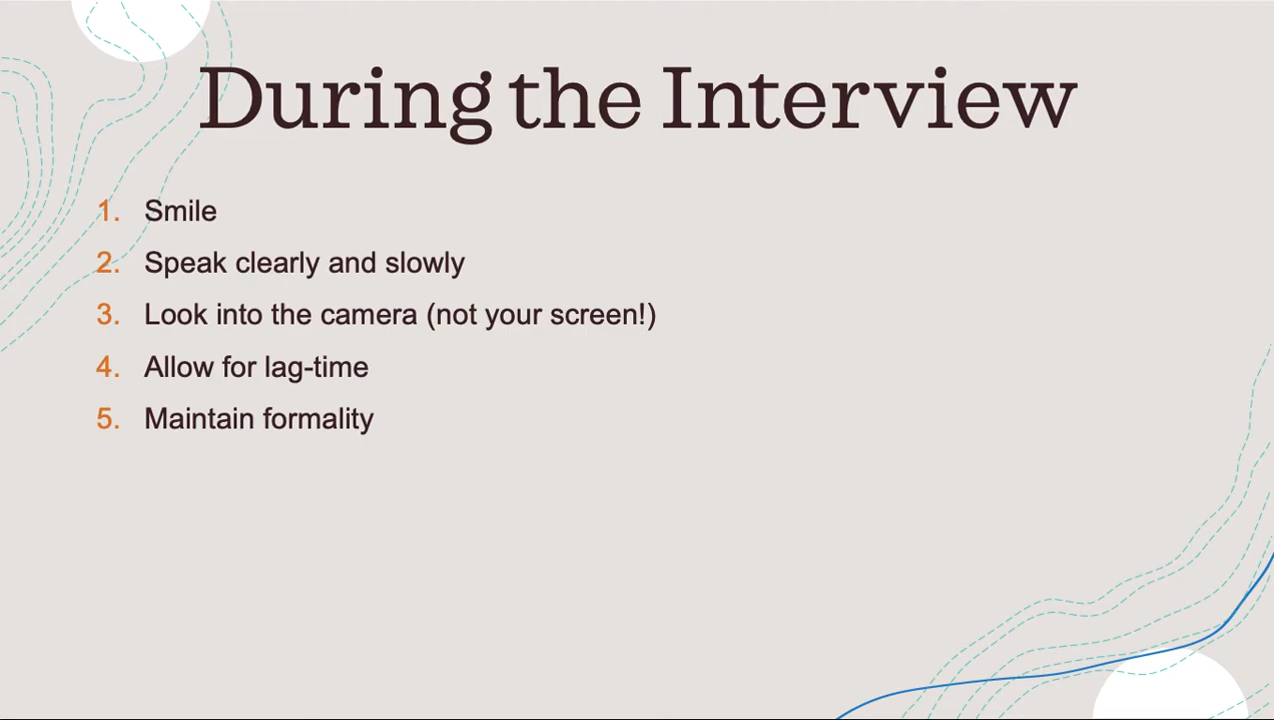 During the Interview
1. Smile
2. Speak clearly and slowly
3. Look into the camera (not your screen!)
4. Allow for lag-time
5. Maintain formality